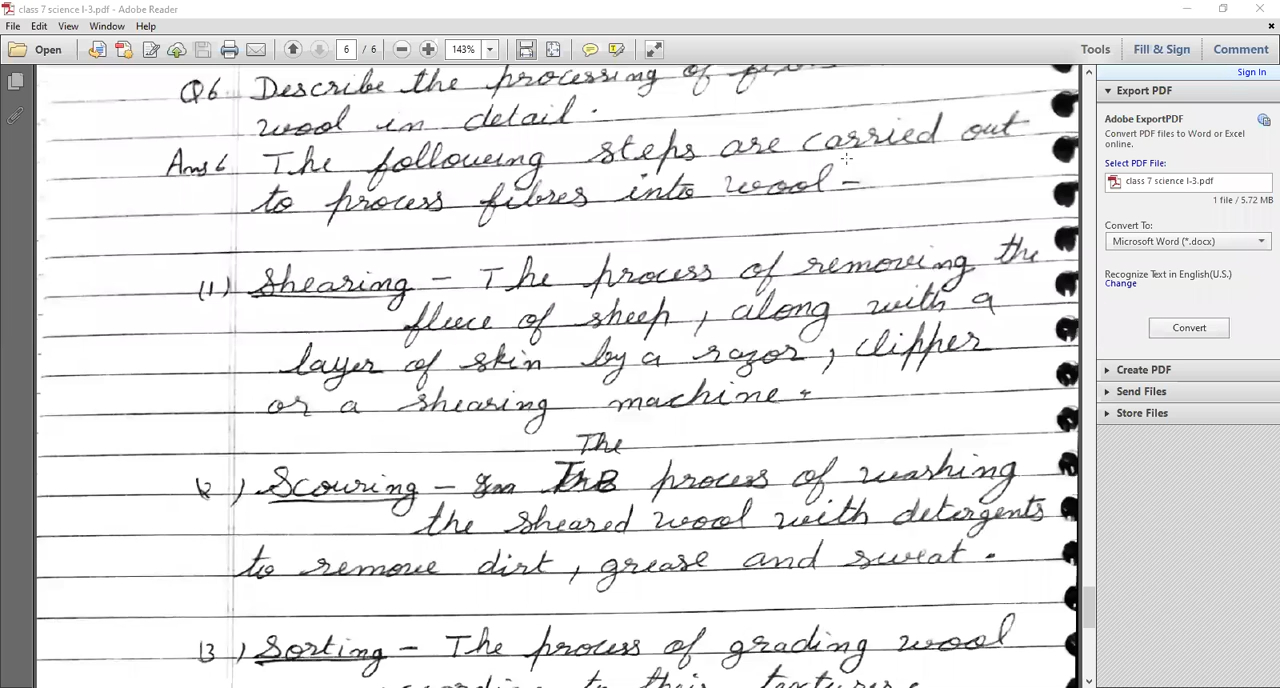 class 7 science I-3.pdf - Adobe Reader
File Edit View Window Help
Open 6 / 6 143% Tools Fill & Sign Comment
Sign In
Export PDF
Adobe ExportPDF
Convert PDF files to Word or Excel
online.
Select PDF File:
class 7 science I-3.pdf
1 file / 5.72 MB
Convert To:
Microsoft Word (*.docx)
Recognize Text in English(U.S.)
Change
Convert
Create PDF
Send Files
Store Files
Q6 Describe the processing of
wool in detail.
Ans 6 The following steps are carried out
to process fibres into wool -
(1) Shearing - The process of removing the
fleece of sheep, along with a
layer of skin by a razor, clipper
or a shearing machine.
The
2) Scouring - process of washing
the sheared wool with detergents
to remove dirt, grease and sweat.
3) Sorting - The process of grading wool
according to their textures.